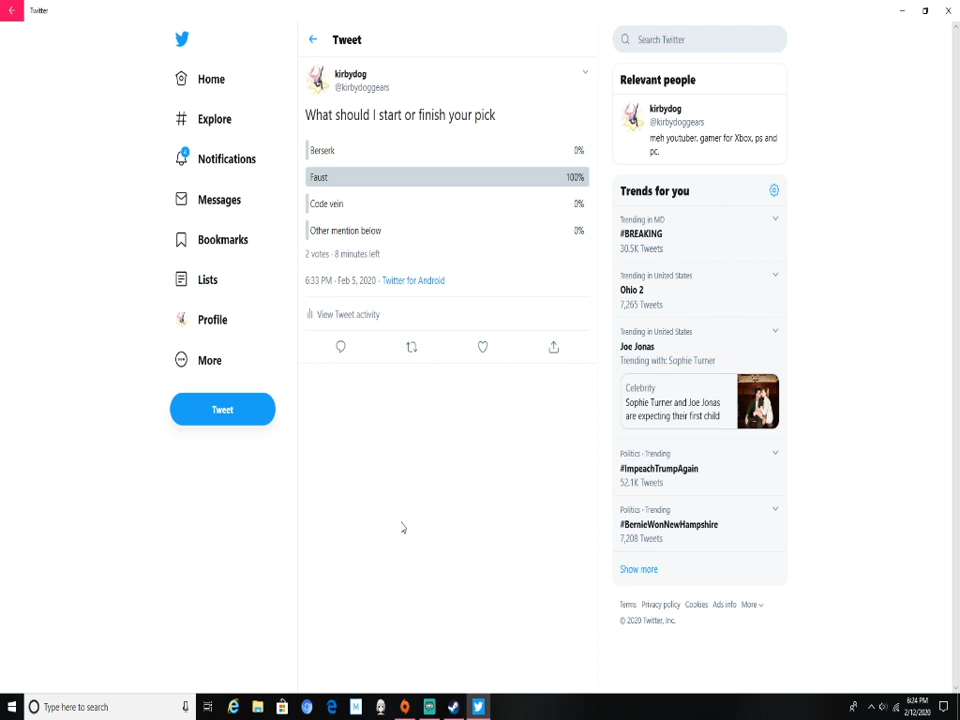 Twitter
Home
Explore
4
Notifications
Messages
Bookmarks
Lists
Profile
More
Tweet
Tweet
kirbydog
@kirbydoggears
What should I start or finish your pick
Berserk 0%
Faust 100%
Code vein 0%
Other mention below 0%
2 votes · 8 minutes left
6:33 PM · Feb 5, 2020 · Twitter for Android
View Tweet activity
Search Twitter
Relevant people
kirbydog
@kirbydoggears
meh youtuber. gamer for Xbox, ps and
pc.
Trends for you
Trending in MD
#BREAKING
30.5K Tweets
Trending in United States
Ohio 2
7,265 Tweets
Trending in United States
Joe Jonas
Trending with: Sophie Turner
Celebrity
Sophie Turner and Joe Jonas
are expecting their first child
Politics · Trending
#ImpeachTrumpAgain
52.1K Tweets
Politics · Trending
#BernieWonNewHampshire
7,208 Tweets
Show more
Terms Privacy policy Cookies Ads info More
© 2020 Twitter, Inc.
Type here to search
6:24 PM
2/12/2020